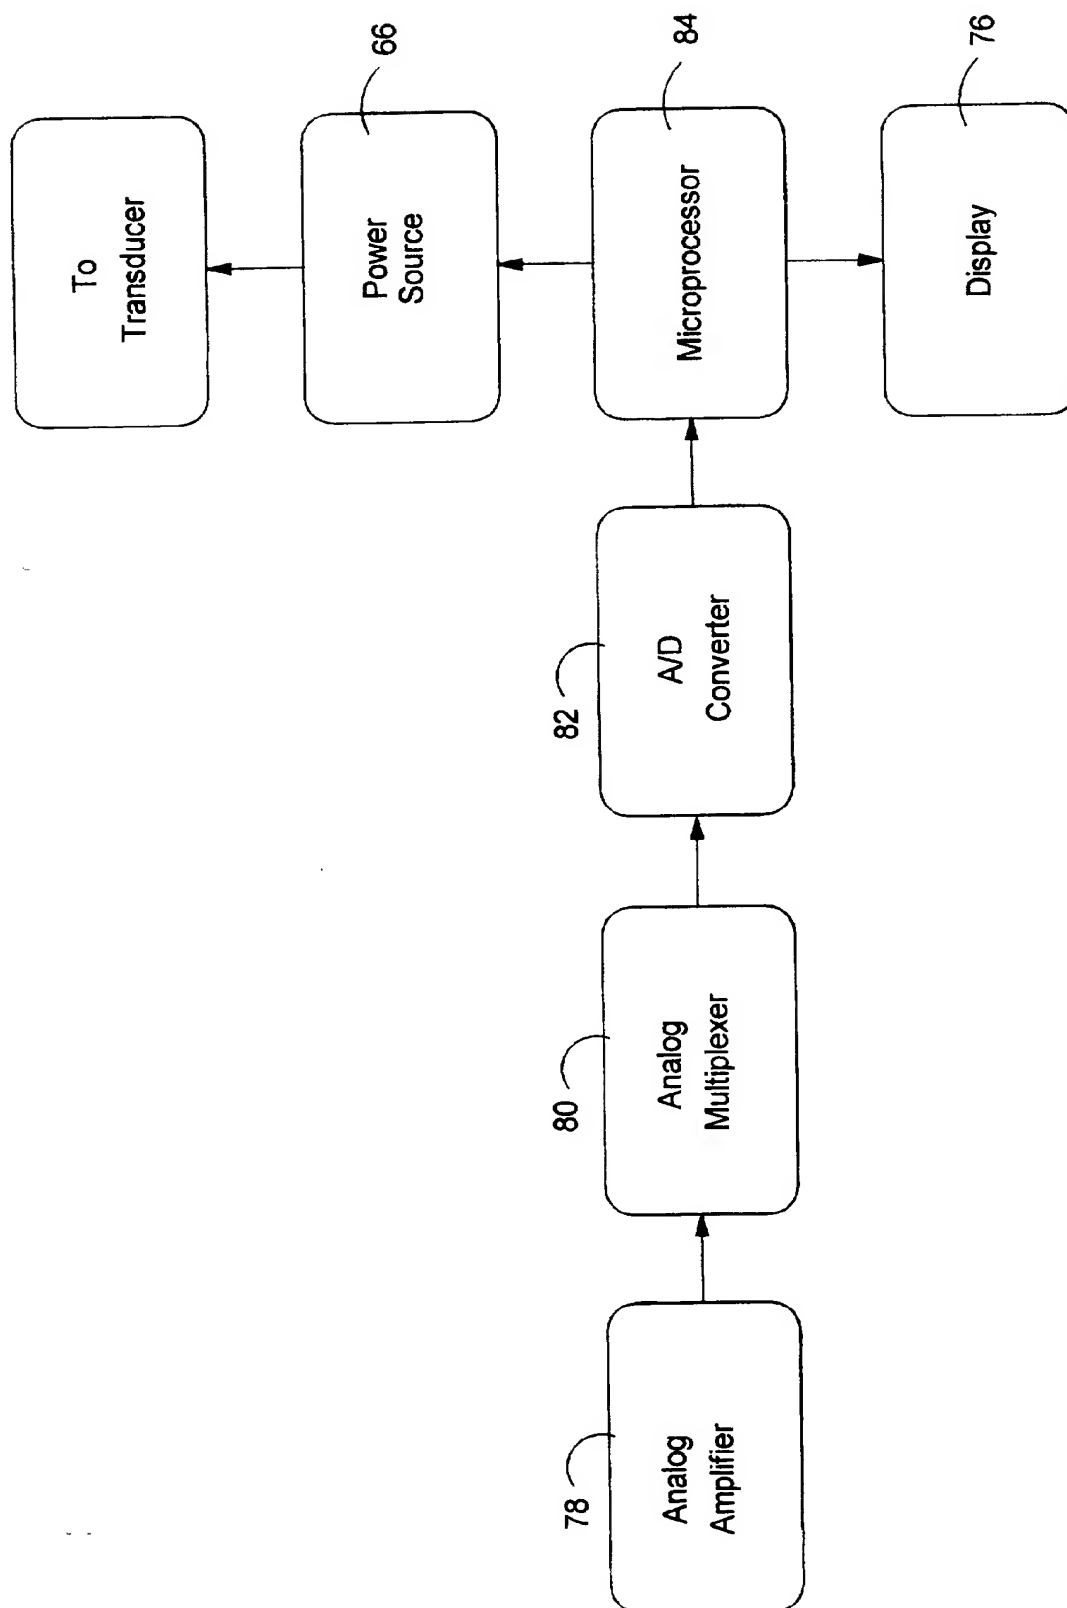 To
Transducer
66
Power
Source
84
Microprocessor
76
Display
82
A/D
Converter
80
Analog
Multiplexer
78
Analog
Amplifier